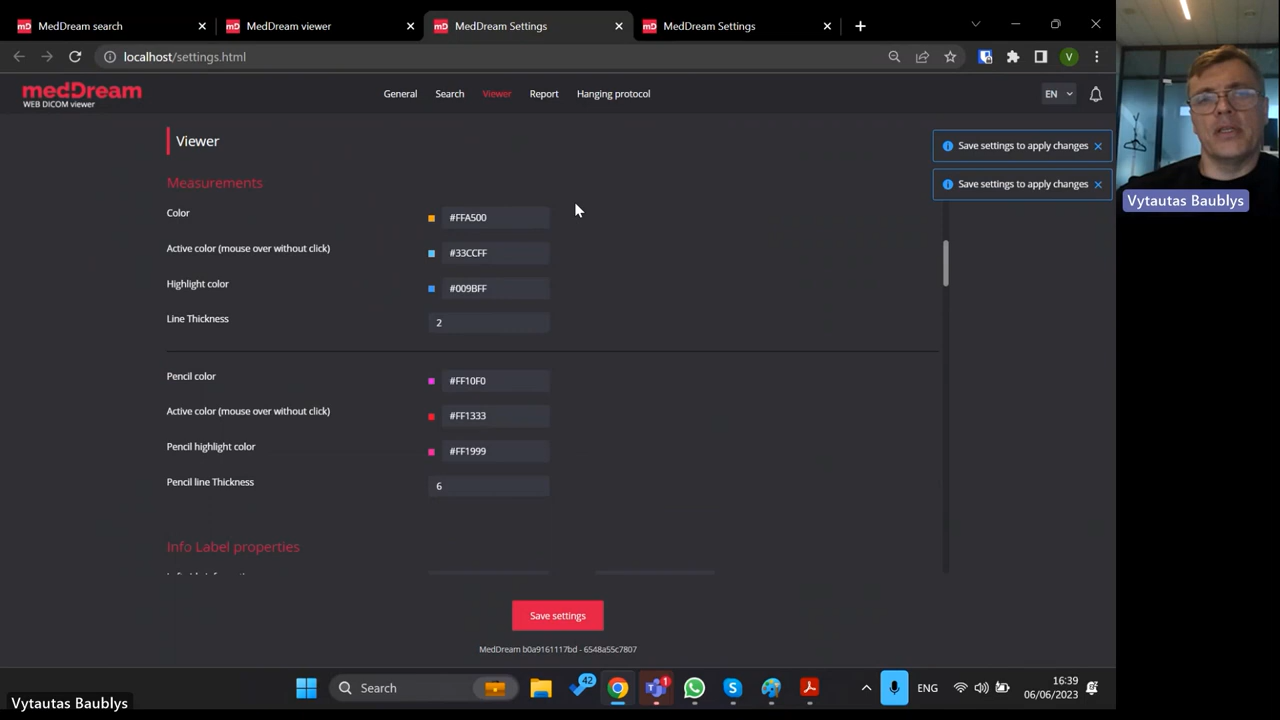 MedDream search
MedDream viewer
MedDream Settings
MedDream Settings
localhost/settings.html
V
medDream
WEB DICOM viewer
General
Search
Viewer
Report
Hanging protocol
EN
Viewer
Save settings to apply changes
Save settings to apply changes
Measurements
Color
#FFA500
Active color (mouse over without click)
#33CCFF
Highlight color
#009BFF
Line Thickness
2
Pencil color
#FF10F0
Active color (mouse over without click)
#FF1333
Pencil highlight color
#FF1999
Pencil line Thickness
6
Info Label properties
Save settings
MedDream b0a9161117bd - 6548a55c7807
Vytautas Baublys
Search
42
1
ENG
16:39
06/06/2023
Vytautas Baublys